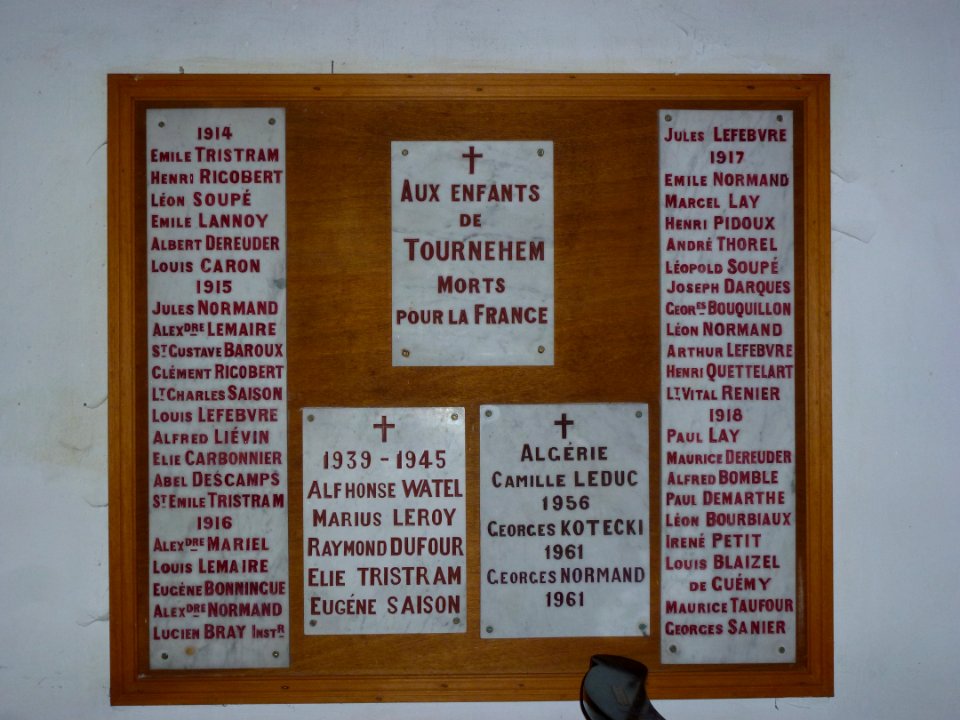 1914
EMILE TRISTRAM
HENRI RICOBERT
LÉON SOUPÉ
EMILE LANNOY
ALBERT DEREUDER
LOUIS CARON
1915
JULES NORMAND
ALEXDRE LEMAIRE
ST GUSTAVE BAROUX
CLÉMENT RICOBERT
LT CHARLES SAISON
LOUIS LEFEBVRE
ALFRED LIÉVIN
ELIE CARBONNIER
ABEL DESCAMPS
ST EMILE TRISTRAM
1916
ALEXDRE MARIEL
LOUIS LEMAIRE
EUGÉNE BONNINGUE
ALEXDRE NORMAND
LUCIEN BRAY INSTR
AUX ENFANTS
DE
TOURNEHEM
MORTS
POUR LA FRANCE
1939 - 1945
ALFHONSE WATEL
MARIUS LEROY
RAYMOND DUFOUR
ELIE TRISTRAM
EUGÉNE SAISON
ALGÉRIE
CAMILLE LEDUC
1956
GEORGES KOTECKI
1961
GEORGES NORMAND
1961
JULES LEFEBVRE
1917
EMILE NORMAND
MARCEL LAY
HENRI PIDOUX
ANDRÉ THOREL
LÉOPOLD SOUPÉ
JOSEPH DARQUES
GEORES BOUQUILLON
LÉON NORMAND
ARTHUR LEFEBVRE
HENRI QUETTELART
LT VITAL RENIER
1918
PAUL LAY
MAURICE DEREUDER
ALFRED BOMBLE
PAUL DEMARTHE
LÉON BOURBIAUX
IRENÉ PETIT
LOUIS BLAIZEL
DE GUÉMY
MAURICE TAUFOUR
GEORGES SANIER